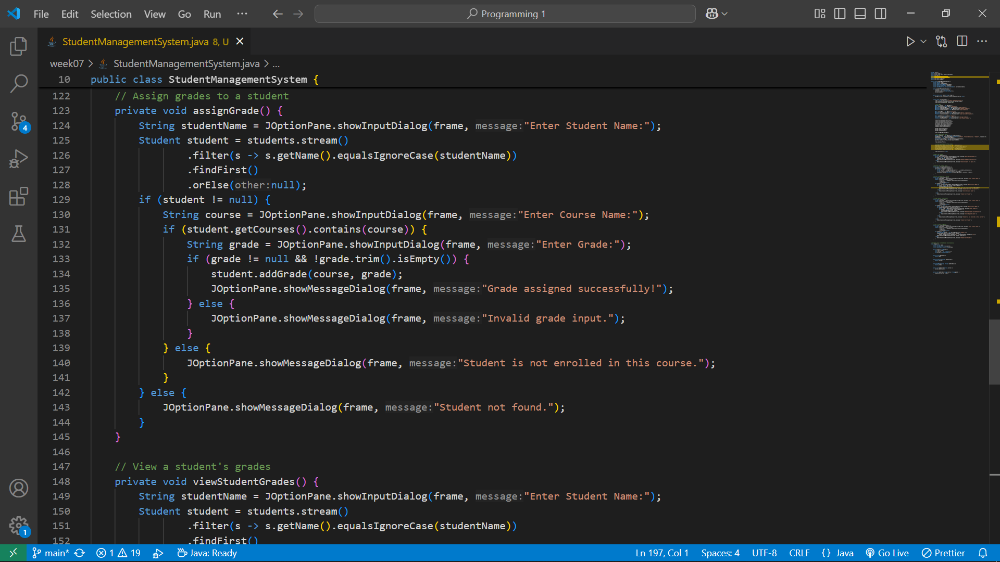 File Edit Selection View Go Run ··· Programming 1
StudentManagementSystem.java 8, U
week07 > StudentManagementSystem.java > ...
10 public class StudentManagementSystem {
122 // Assign grades to a student
123 private void assignGrade() {
124 String studentName = JOptionPane.showInputDialog(frame, message:"Enter Student Name:");
125 Student student = students.stream()
126 .filter(s -> s.getName().equalsIgnoreCase(studentName))
127 .findFirst()
128 .orElse(other:null);
129 if (student != null) {
130 String course = JOptionPane.showInputDialog(frame, message:"Enter Course Name:");
131 if (student.getCourses().contains(course)) {
132 String grade = JOptionPane.showInputDialog(frame, message:"Enter Grade:");
133 if (grade != null && !grade.trim().isEmpty()) {
134 student.addGrade(course, grade);
135 JOptionPane.showMessageDialog(frame, message:"Grade assigned successfully!");
136 } else {
137 JOptionPane.showMessageDialog(frame, message:"Invalid grade input.");
138 }
139 } else {
140 JOptionPane.showMessageDialog(frame, message:"Student is not enrolled in this course.");
141 }
142 } else {
143 JOptionPane.showMessageDialog(frame, message:"Student not found.");
144 }
145 }
146
147 // View a student's grades
148 private void viewStudentGrades() {
149 String studentName = JOptionPane.showInputDialog(frame, message:"Enter Student Name:");
150 Student student = students.stream()
151 .filter(s -> s.getName().equalsIgnoreCase(studentName))
152 .findFirst()
4
1
main* 1 19 Java: Ready Ln 197, Col 1 Spaces: 4 UTF-8 CRLF {} Java Go Live Prettier